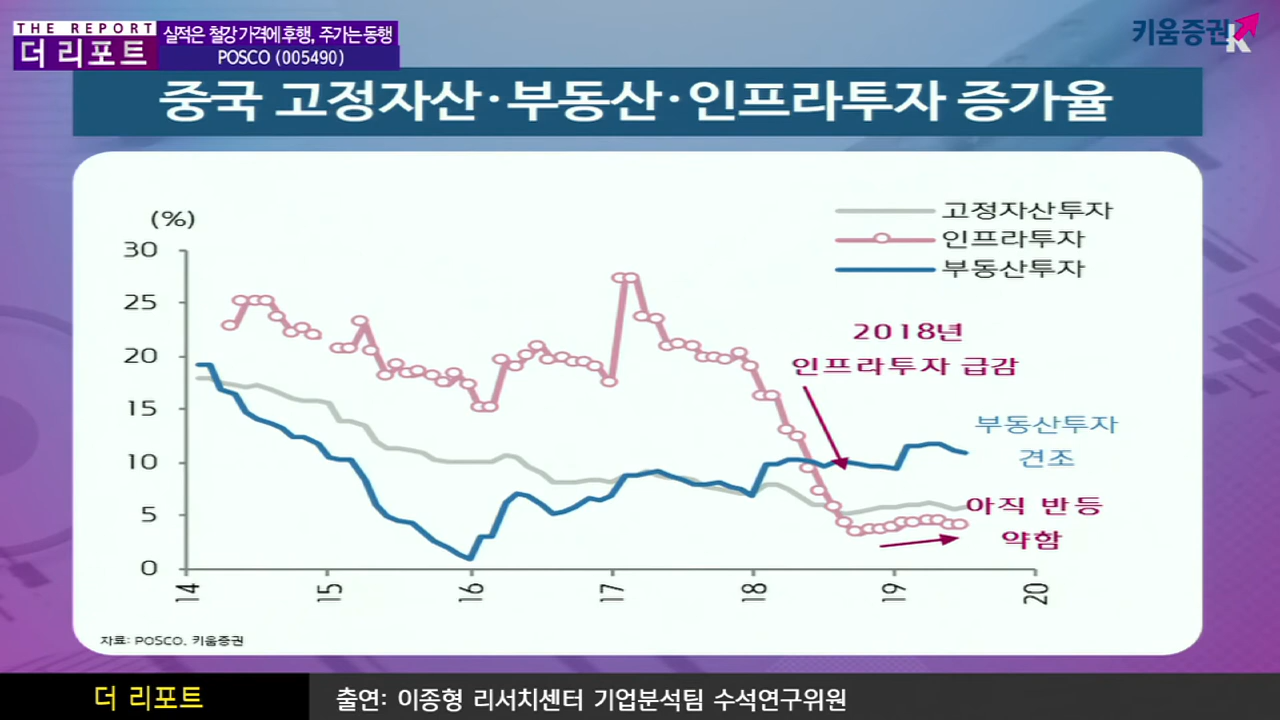 THE REPORT
더 리포트
실적은 철강 가격에 후행, 주가는 동행
POSCO (005490)
키움증권
중국 고정자산·부동산·인프라투자 증가율
(%)
고정자산투자
인프라투자
부동산투자
30
25
20
15
10
5
0
2018년
인프라투자 급감
부동산투자
견조
아직 반등
약함
14
15
16
17
18
19
20
자료: POSCO, 키움증권
더 리포트
출연: 이종형 리서치센터 기업분석팀 수석연구위원